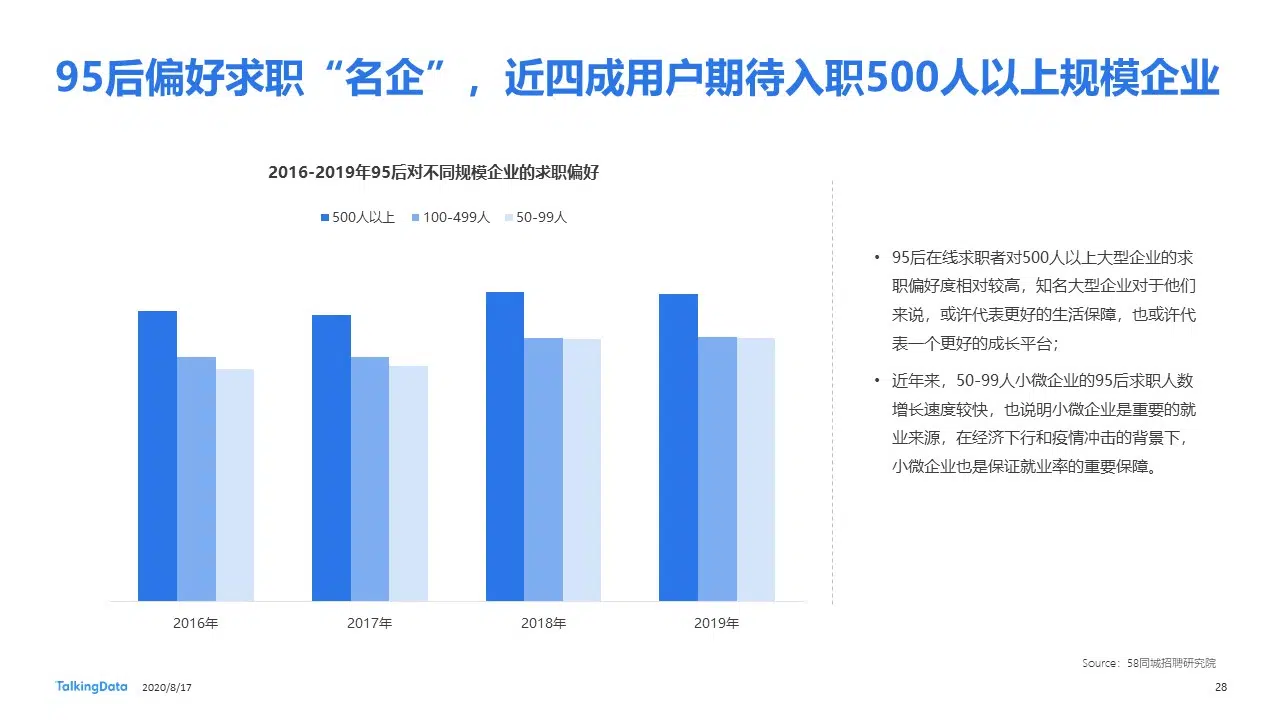 95后偏好求职“名企”，近四成用户期待入职500人以上规模企业
2016-2019年95后对不同规模企业的求职偏好
500人以上 100-499人 50-99人
2016年 2017年 2018年 2019年
• 95后在线求职者对500人以上大型企业的求
职偏好度相对较高，知名大型企业对于他们
来说，或许代表更好的生活保障，也或许代
表一个更好的成长平台；
• 近年来，50-99人小微企业的95后求职人数
增长速度较快，也说明小微企业是重要的就
业来源，在经济下行和疫情冲击的背景下，
小微企业也是保证就业率的重要保障。
Source：58同城招聘研究院
TalkingData 2020/8/17 28